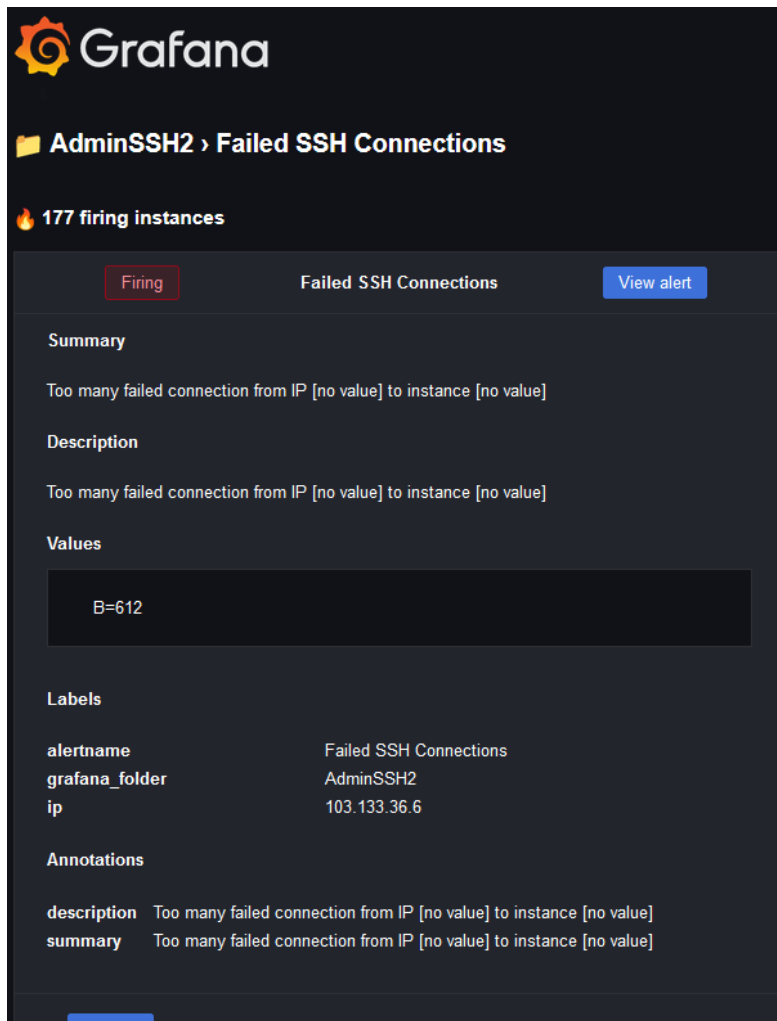 Grafana
AdminSSH2 › Failed SSH Connections
177 firing instances
Firing Failed SSH Connections View alert
Summary
Too many failed connection from IP [no value] to instance [no value]
Description
Too many failed connection from IP [no value] to instance [no value]
Values
B=612
Labels
alertname Failed SSH Connections
grafana_folder AdminSSH2
ip 103.133.36.6
Annotations
description Too many failed connection from IP [no value] to instance [no value]
summary Too many failed connection from IP [no value] to instance [no value]